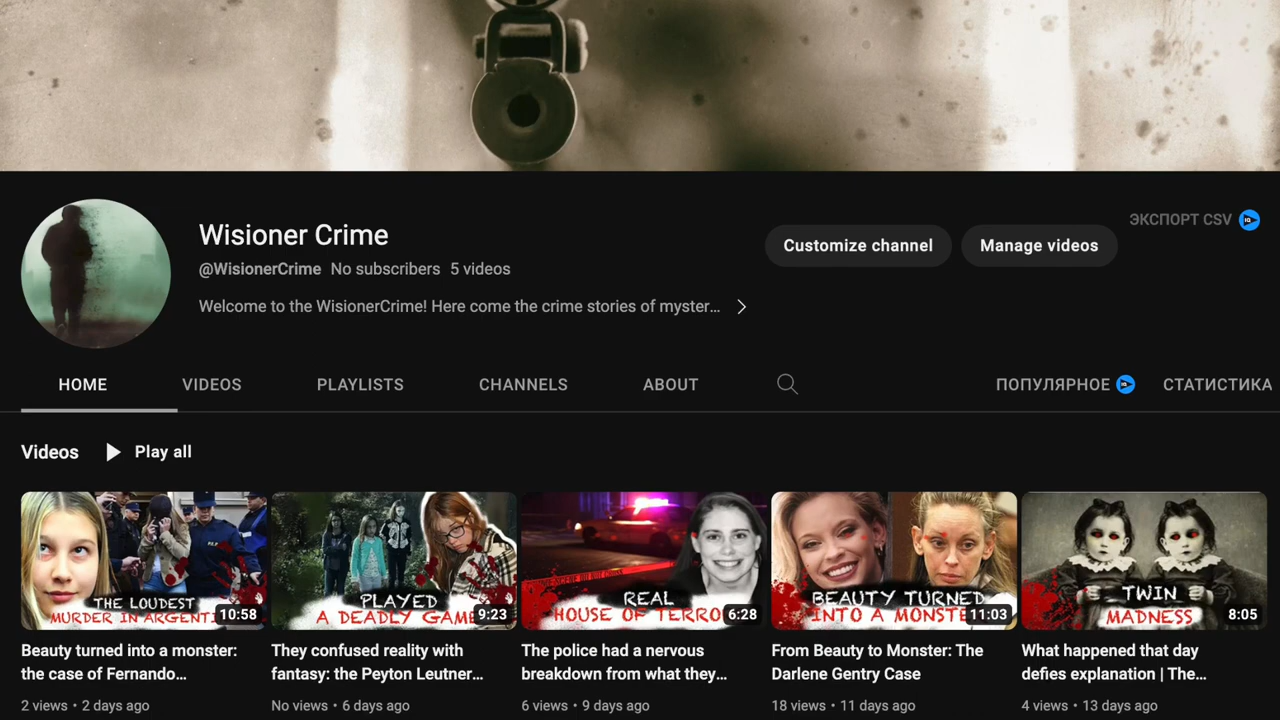 ЭКСПОРТ CSV
Wisioner Crime
Customize channel
Manage videos
@WisionerCrime No subscribers 5 videos
Welcome to the WisionerCrime! Here come the crime stories of myster...
HOME
VIDEOS
PLAYLISTS
CHANNELS
ABOUT
ПОПУЛЯРНОЕ
СТАТИСТИКА
Videos
Play all
THE LOUDEST
MURDER IN ARGENTI
10:58
PLAYED
A DEADLY GAME
9:23
REAL
HOUSE OF TERRO
6:28
BEAUTY TURNED
INTO A MONSTE
11:03
TWIN
MADNESS
8:05
Beauty turned into a monster:
the case of Fernando...
2 views • 2 days ago
They confused reality with
fantasy: the Peyton Leutner...
No views • 6 days ago
The police had a nervous
breakdown from what they...
6 views • 9 days ago
From Beauty to Monster: The
Darlene Gentry Case
18 views • 11 days ago
What happened that day
defies explanation | The...
4 views • 13 days ago